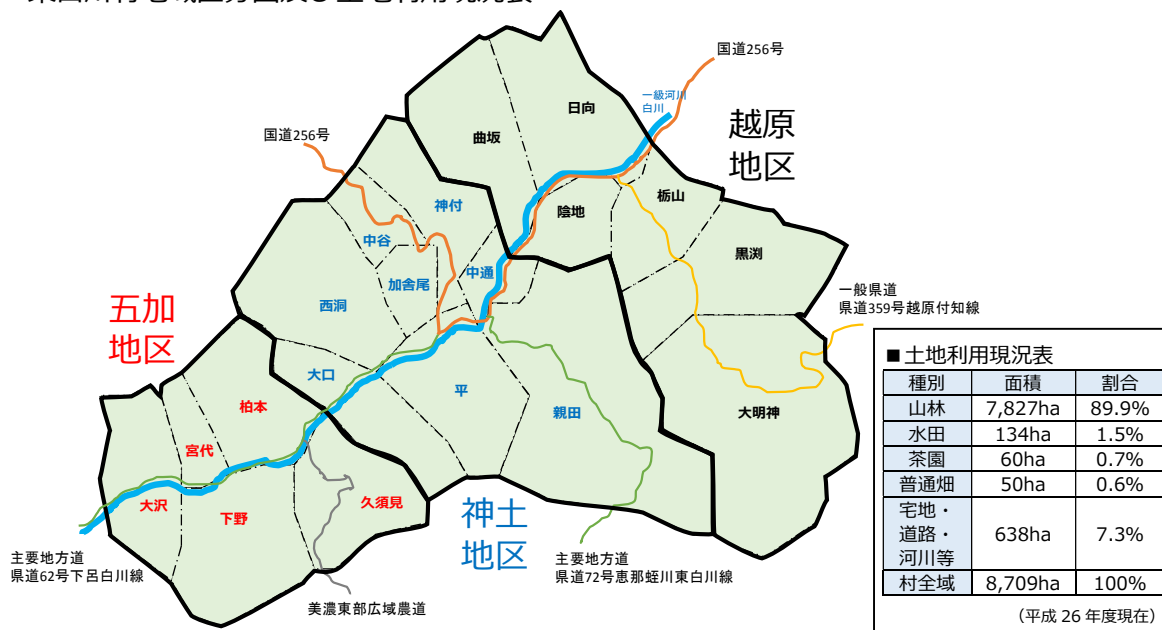 国道256号
一級河川
白川
日向
越原
地区
国道256号
曲坂
栃山
神付
陰地
中谷
黒渕
中通
加舎尾
一般県道
県道359号越原付知線
西洞
五加
地区
大口
平
親田
大明神
柏本
宮代
大沢
下野
久須見
神土
地区
主要地方道
県道62号下呂白川線
主要地方道
県道72号恵那蛭川東白川線
美濃東部広域農道
■土地利用現況表
種別 面積 割合
山林 7,827ha 89.9%
水田 134ha 1.5%
茶園 60ha 0.7%
普通畑 50ha 0.6%
宅地・
道路・
河川等 638ha 7.3%
村全域 8,709ha 100%
(平成 26 年度現在)